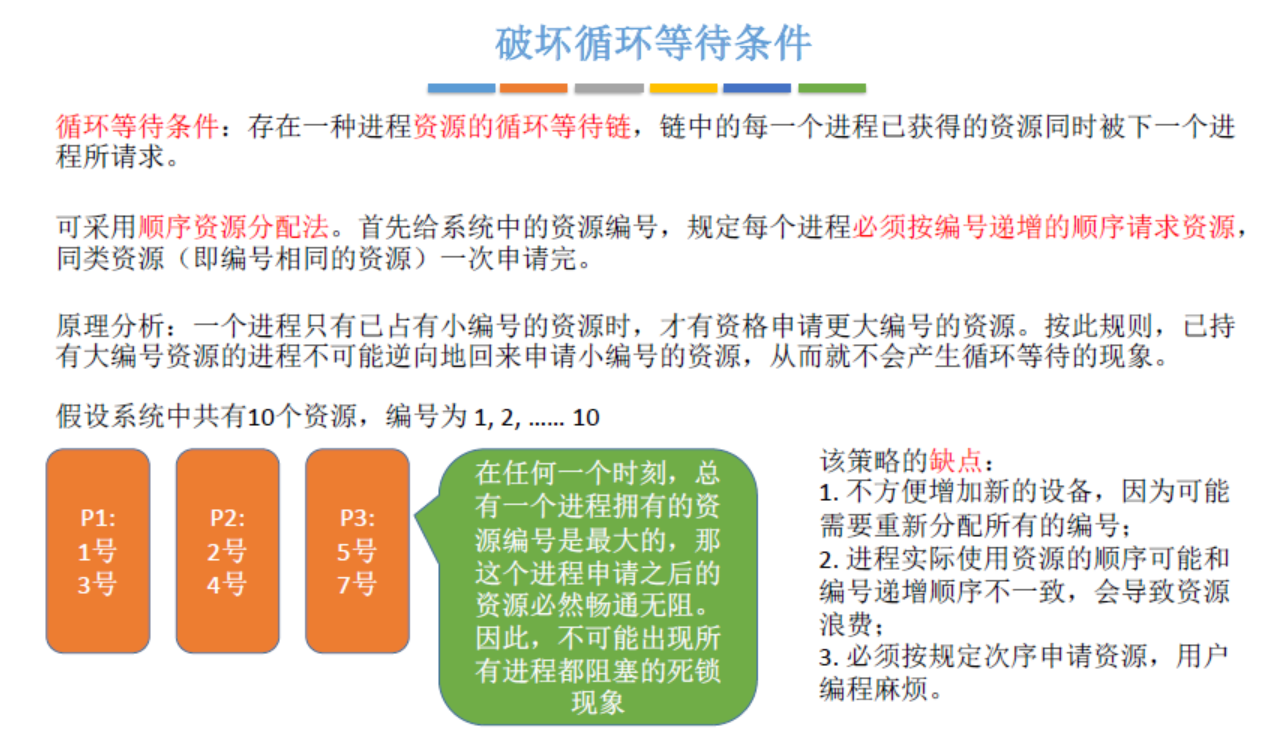 破坏循环等待条件
循环等待条件：存在一种进程资源的循环等待链，链中的每一个进程已获得的资源同时被下一个进
程所请求。
可采用顺序资源分配法。首先给系统中的资源编号，规定每个进程必须按编号递增的顺序请求资源，
同类资源（即编号相同的资源）一次申请完。
原理分析：一个进程只有已占有小编号的资源时，才有资格申请更大编号的资源。按此规则，已持
有大编号资源的进程不可能逆向地回来申请小编号的资源，从而就不会产生循环等待的现象。
假设系统中共有10个资源，编号为 1, 2, …… 10
P1:
1号
3号
P2:
2号
4号
P3:
5号
7号
在任何一个时刻，总
有一个进程拥有的资
源编号是最大的，那
这个进程申请之后的
资源必然畅通无阻。
因此，不可能出现所
有进程都阻塞的死锁
现象
该策略的缺点：
1. 不方便增加新的设备，因为可能
需要重新分配所有的编号；
2. 进程实际使用资源的顺序可能和
编号递增顺序不一致，会导致资源
浪费；
3. 必须按规定次序申请资源，用户
编程麻烦。